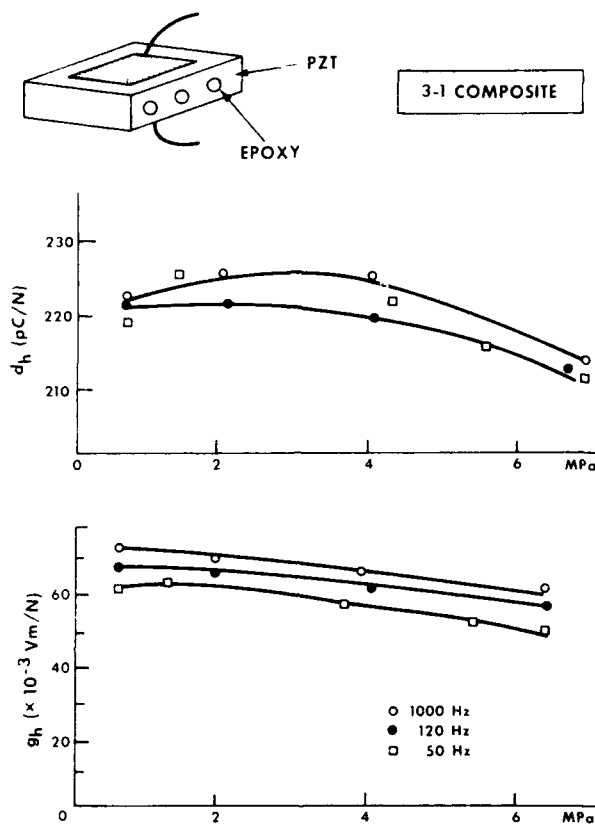 PZT
3-1 COMPOSITE
EPOXY
230
220
210
d_h (pC/N)
0 2 4 6 MPa
60
40
20
g_h (× 10⁻³ Vm/N)
○ 1000 Hz
● 120 Hz
□ 50 Hz
0 2 4 6 MPa